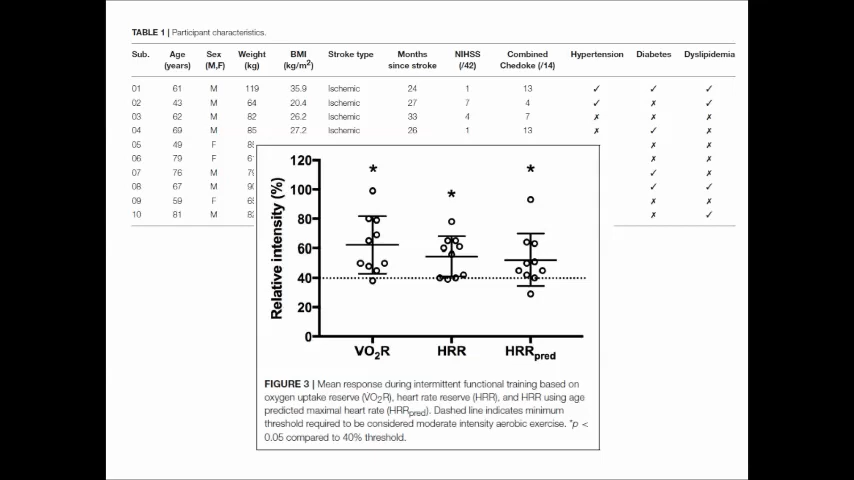 TABLE 1 | Participant characteristics.
Sub. Age (years) Sex (M,F) Weight (kg) BMI (kg/m²) Stroke type Months since stroke NIHSS (/42) Combined Chedoke (/14) Hypertension Diabetes Dyslipidemia
01 61 M 119 35.9 Ischemic 24 1 13 ✓ ✓ ✓
02 43 M 64 20.4 Ischemic 27 7 4 ✓ ✗ ✓
03 62 M 82 26.2 Ischemic 33 4 7 ✗ ✗ ✗
04 69 M 85 27.2 Ischemic 26 1 13 ✗ ✓ ✗
05 49 F ✗ ✗
06 79 F ✗ ✗
07 76 M ✓ ✗
08 67 M ✓ ✓
09 59 F ✗ ✗
10 81 M ✗ ✓
Relative intensity (%)
120
100
80
60
40
20
0
* * *
VO₂R HRR HRRpred
FIGURE 3 | Mean response during intermittent functional training based on
oxygen uptake reserve (V̇O₂R), heart rate reserve (HRR), and HRR using age
predicted maximal heart rate (HRRpred). Dashed line indicates minimum
threshold required to be considered moderate intensity aerobic exercise. *p <
0.05 compared to 40% threshold.